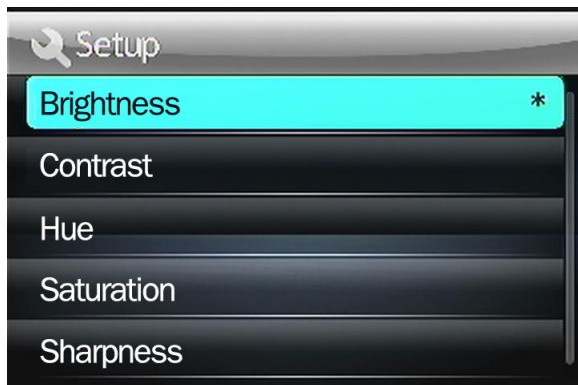 Setup
Brightness *
Contrast
Hue
Saturation
Sharpness